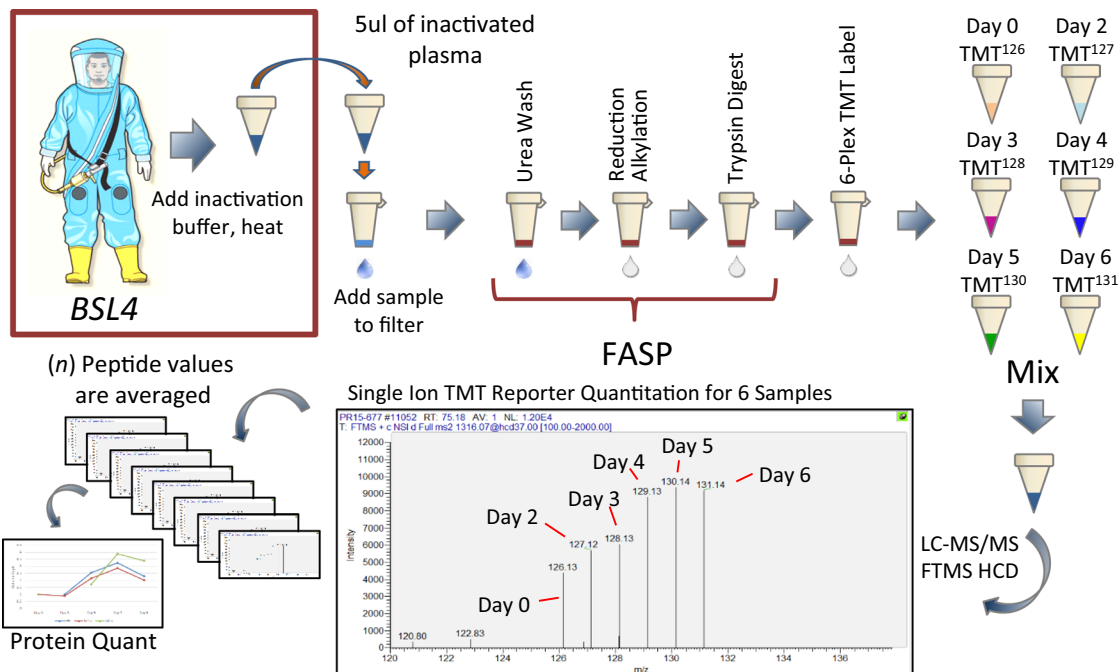 5ul of inactivated
plasma
Add inactivation
buffer, heat
BSL4
Add sample
to filter
Urea Wash
Reduction
Alkylation
Trypsin Digest
6-Plex TMT Label
FASP
Day 0
TMT126
Day 2
TMT127
Day 3
TMT128
Day 4
TMT129
Day 5
TMT130
Day 6
TMT131
Mix
LC-MS/MS
FTMS HCD
Single Ion TMT Reporter Quantitation for 6 Samples
PR15-677 #11052 RT: 75.18 AV: 1 NL: 1.20E4
T: FTMS + c NSI d Full ms2 1316.07@hcd37.00 [100.00-2000.00]
12000
11000
10000
9000
8000
7000
6000
5000
4000
3000
2000
1000
0
Intensity
120.80
122.83
126.13
127.12
128.13
129.13
130.14
131.14
Day 0
Day 2
Day 3
Day 4
Day 5
Day 6
120
122
124
126
128
130
132
134
136
m/z
(n) Peptide values
are averaged
Protein Quant